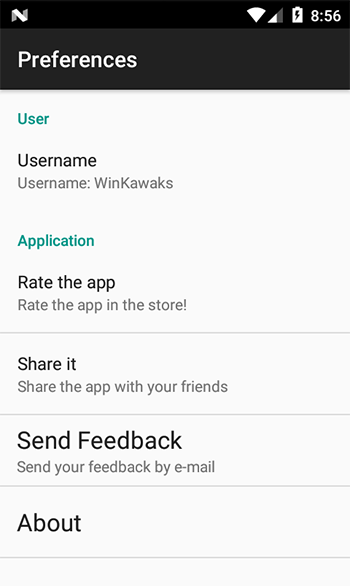 8:56
Preferences
User
Username
Username: WinKawaks
Application
Rate the app
Rate the app in the store!
Share it
Share the app with your friends
Send Feedback
Send your feedback by e-mail
About